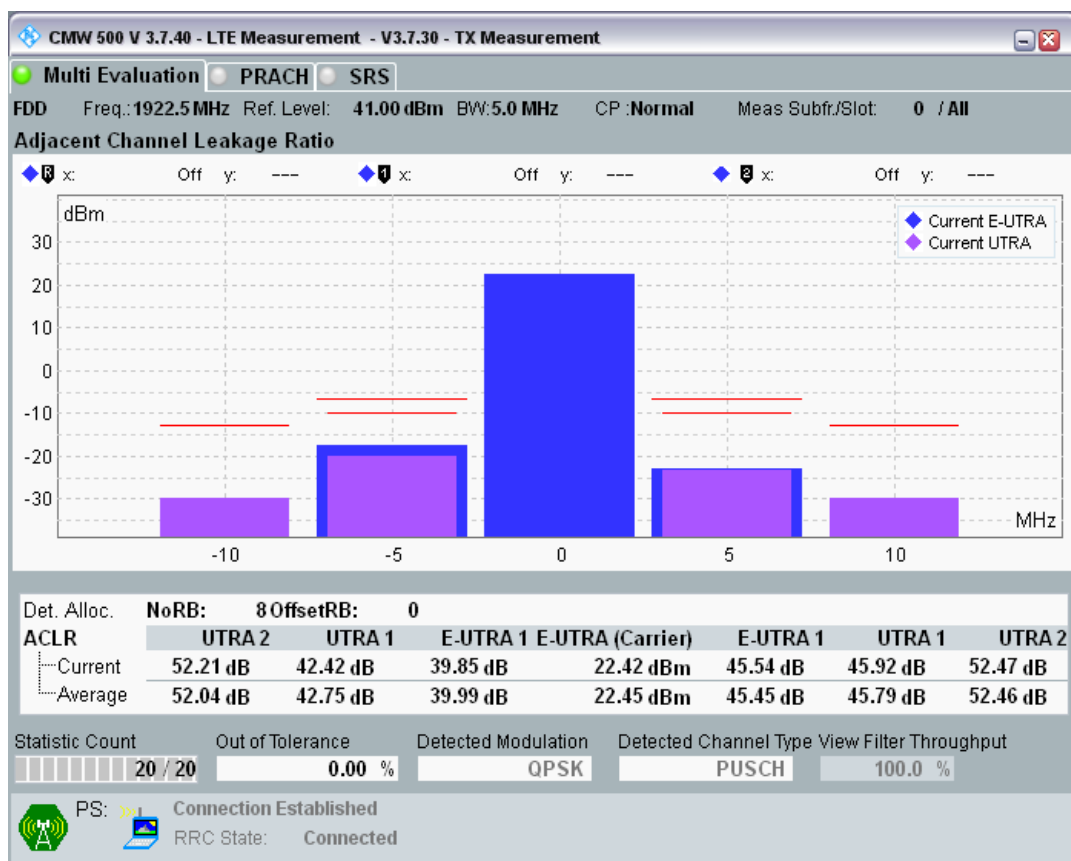 CMW 500 V 3.7.40 - LTE Measurement - V3.7.30 - TX Measurement
Multi Evaluation PRACH SRS
FDD Freq.: 1922.5 MHz Ref. Level: 41.00 dBm BW: 5.0 MHz CP : Normal Meas Subfr./Slot: 0 / All
Adjacent Channel Leakage Ratio
R x: Off y: --- 1 x: Off y: --- 2 x: Off y: ---
dBm
Current E-UTRA
Current UTRA
30
20
10
0
-10
-20
-30
MHz
-10 -5 0 5 10
Det. Alloc. NoRB: 8 OffsetRB: 0
ACLR UTRA 2 UTRA 1 E-UTRA 1 E-UTRA (Carrier) E-UTRA 1 UTRA 1 UTRA 2
Current 52.21 dB 42.42 dB 39.85 dB 22.42 dBm 45.54 dB 45.92 dB 52.47 dB
Average 52.04 dB 42.75 dB 39.99 dB 22.45 dBm 45.45 dB 45.79 dB 52.46 dB
Statistic Count Out of Tolerance Detected Modulation Detected Channel Type View Filter Throughput
20 / 20 0.00 % QPSK PUSCH 100.0 %
PS: Connection Established
RRC State: Connected